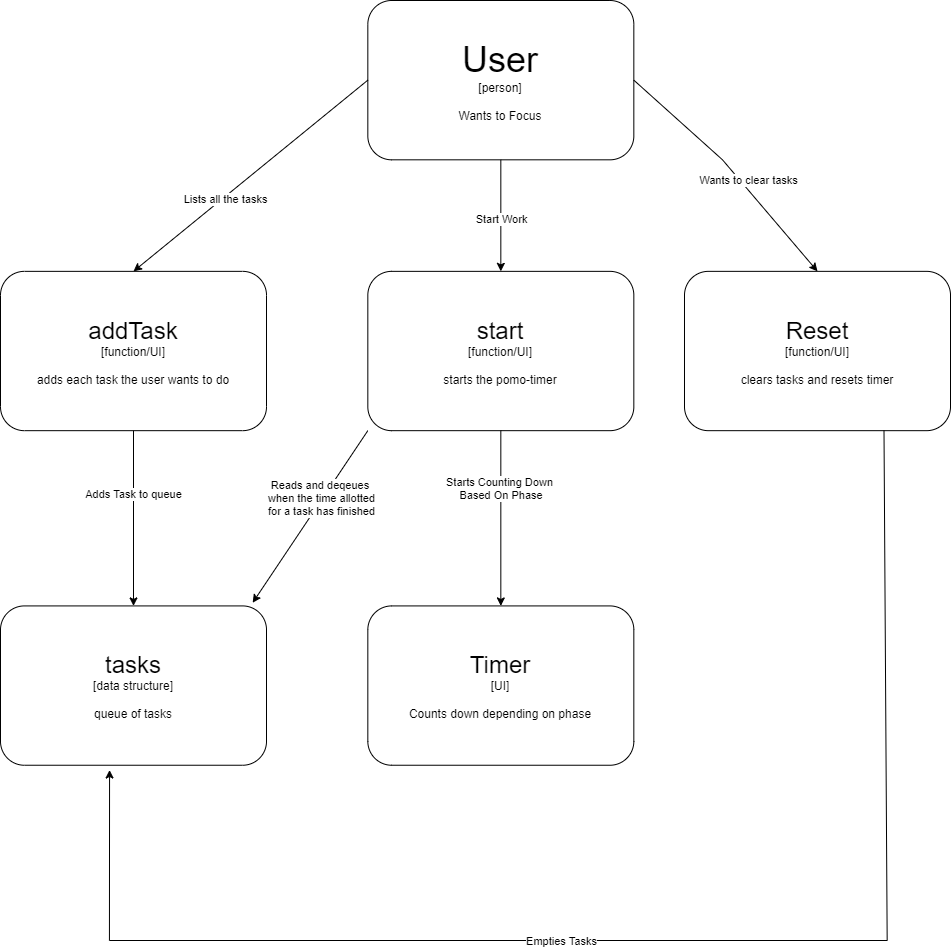 User
[person]
Wants to Focus
Lists all the tasks
Start Work
Wants to clear tasks
addTask
[function/UI]
adds each task the user wants to do
start
[function/UI]
starts the pomo-timer
Reset
[function/UI]
clears tasks and resets timer
Adds Task to queue
Reads and deqeues
when the time allotted
for a task has finished
Starts Counting Down
Based On Phase
tasks
[data structure]
queue of tasks
Timer
[UI]
Counts down depending on phase
Empties Tasks